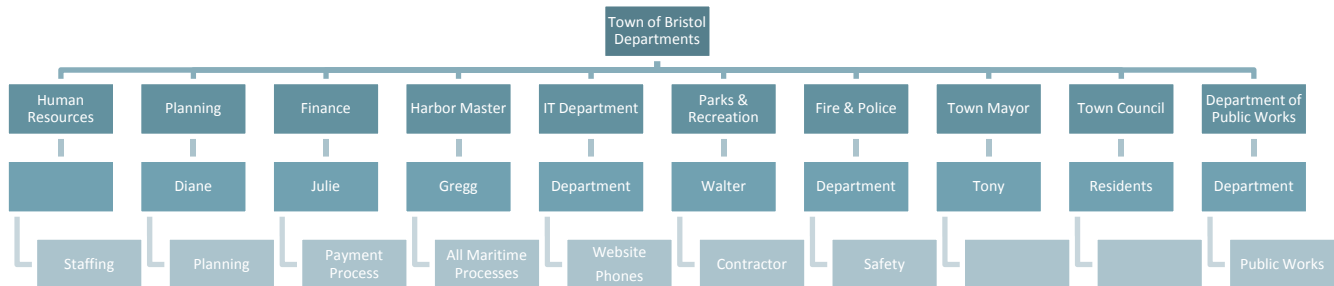 Town of Bristol
Departments
Human
Resources
Planning
Finance
Harbor Master
IT Department
Parks &
Recreation
Fire & Police
Town Mayor
Town Council
Department of
Public Works
Diane
Julie
Gregg
Department
Walter
Department
Tony
Residents
Department
Staffing
Planning
Payment
Process
All Maritime
Processes
Website
Phones
Contractor
Safety
Public Works